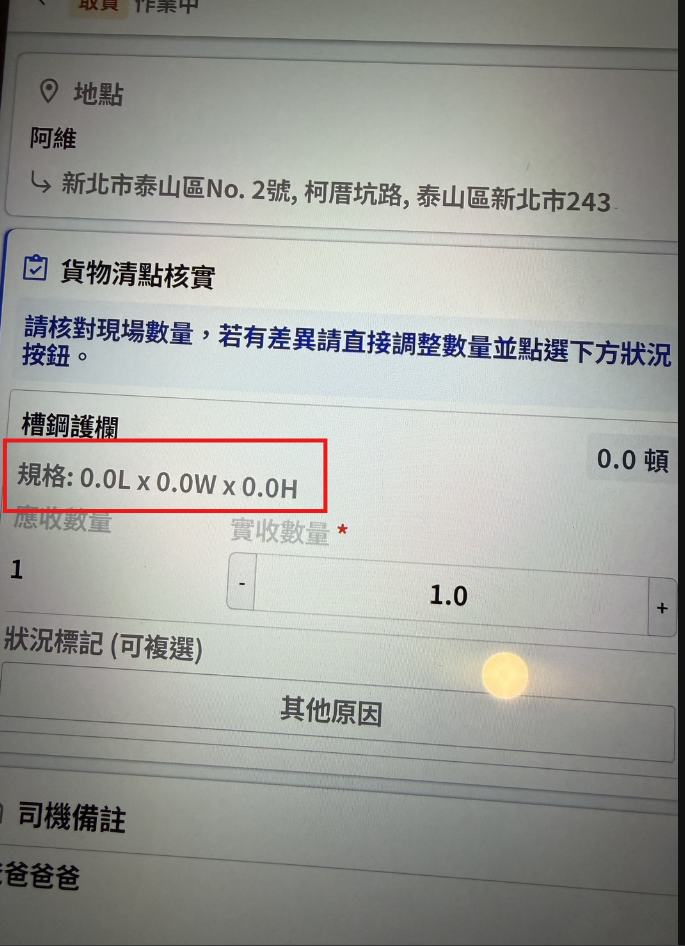 取貨 作業中
地點
阿維
新北市泰山區No. 2號, 柯厝坑路, 泰山區新北市243
貨物清點核實
請核對現場數量，若有差異請直接調整數量並點選下方狀況
按鈕。
槽鋼護欄
0.0 頓
規格: 0.0L x 0.0W x 0.0H
應收數量 實收數量 *
1 - 1.0 +
狀況標記 (可複選)
其他原因
司機備註
爸爸爸